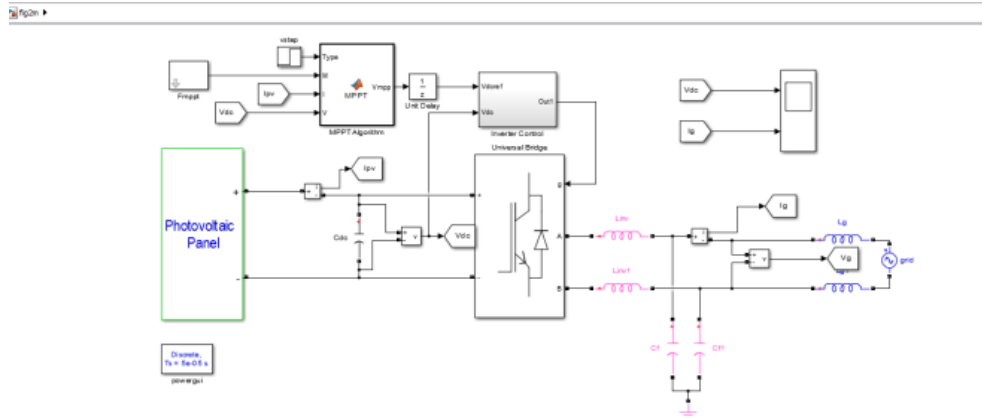 fig2m
vstep
Type
M
I
V
MPPT
Vmpp
MPPT Algorithm
Fmppt
Ipv
Vdc
1
z
Unit Delay
Vdcref
Vdc
Out1
Inverter Control
Vdc
Ig
Universal Bridge
Ipv
Photovoltaic
Panel
+
-
+
-
Cdc
+
-
v
Vdc
+
-
g
A
B
Linv
Linv1
+
-
i
Ig
+
-
v
Vg
Lg
grid
Cf
Cf1
Discrete,
Ts = 5e-05 s.
powergui